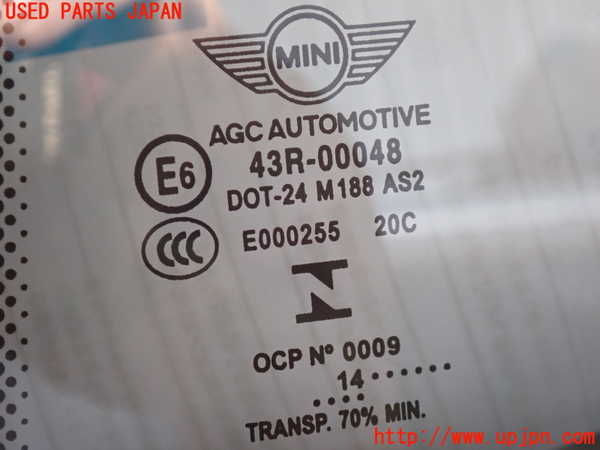 USED PARTS JAPAN
MINI
AGC AUTOMOTIVE
E6 43R-00048
DOT-24 M188 AS2
CCC E000255 20C
OCP Nº 0009
14......
....
TRANSP. 70% MIN.
http://www.upjpn.com/